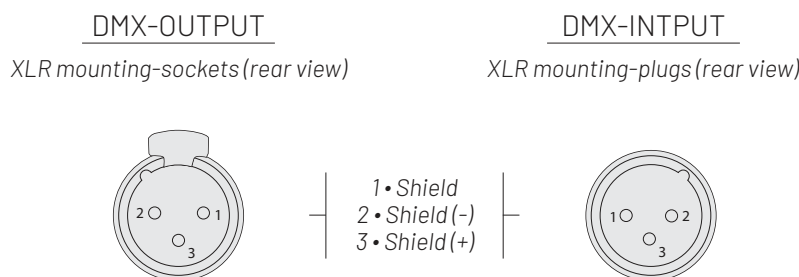 DMX-OUTPUT
XLR mounting-sockets (rear view)
DMX-INTPUT
XLR mounting-plugs (rear view)
1 • Shield
2 • Shield (-)
3 • Shield (+)
2 1
3
1 2
3